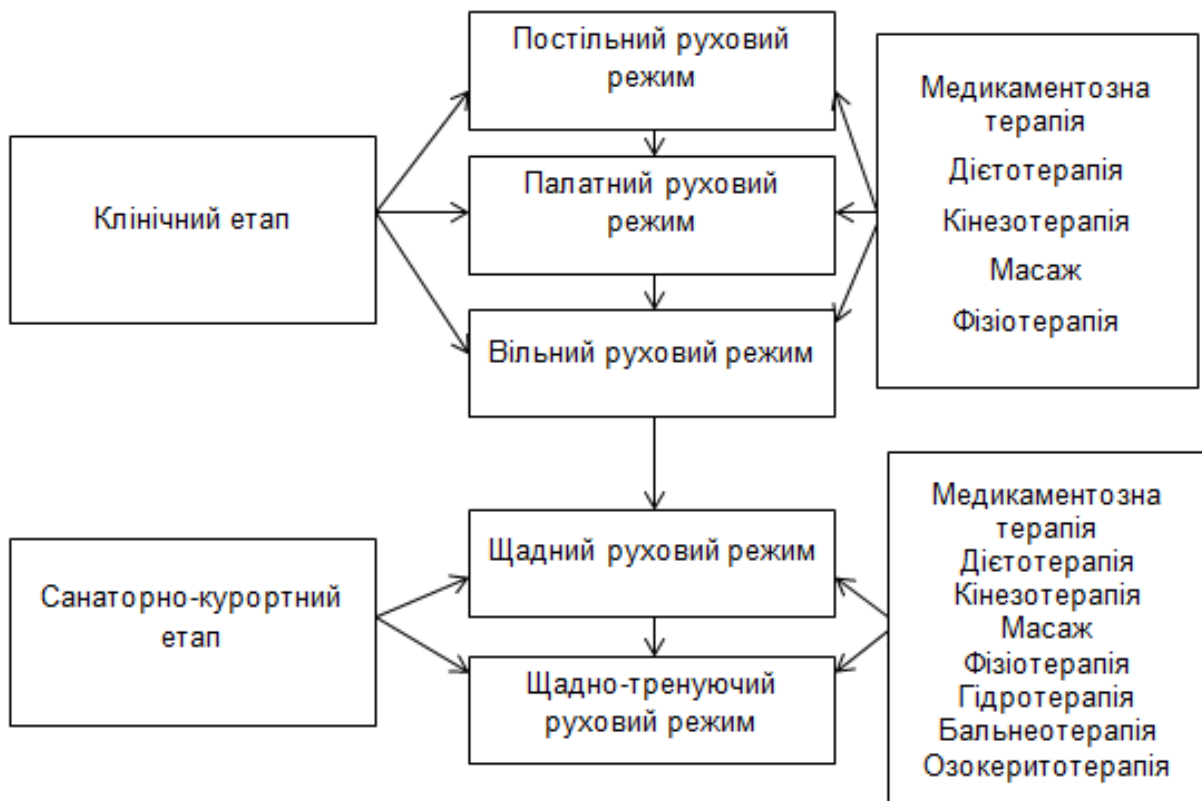 Постільний руховий
режим
Клінічний етап
Палатний руховий
режим
Вільний руховий режим
Медикаментозна
терапія
Дієтотерапія
Кінезотерапія
Масаж
Фізіотерапія
Санаторно-курортний
етап
Щадний руховий режим
Щадно-тренуючий
руховий режим
Медикаментозна
терапія
Дієтотерапія
Кінезотерапія
Масаж
Фізіотерапія
Гідротерапія
Бальнеотерапія
Озокеритотерапія